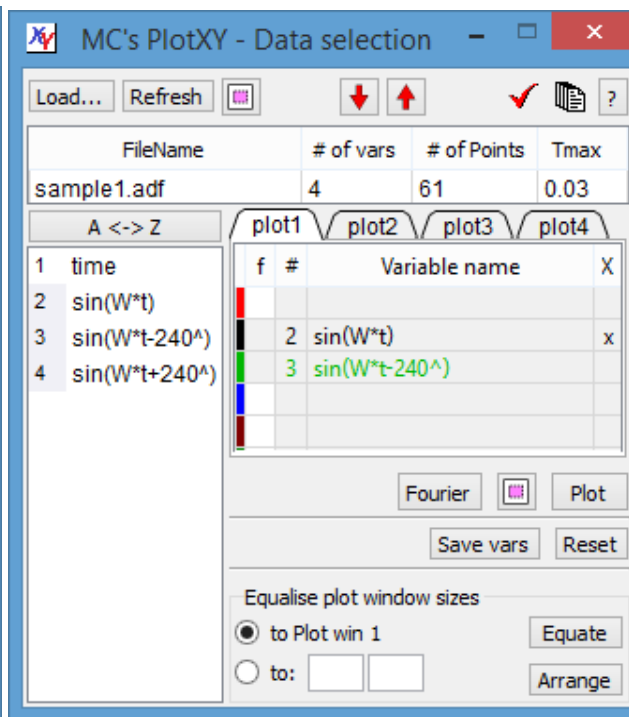 XY MC's PlotXY - Data selection
Load... Refresh ?
FileName # of vars # of Points Tmax
sample1.adf 4 61 0.03
A <-> Z plot1 plot2 plot3 plot4
f # Variable name X
1 time
2 sin(W*t)
3 sin(W*t-240^)
4 sin(W*t+240^)
2 sin(W*t) x
3 sin(W*t-240^)
Fourier Plot
Save vars Reset
Equalise plot window sizes
to Plot win 1 Equate
to: Arrange